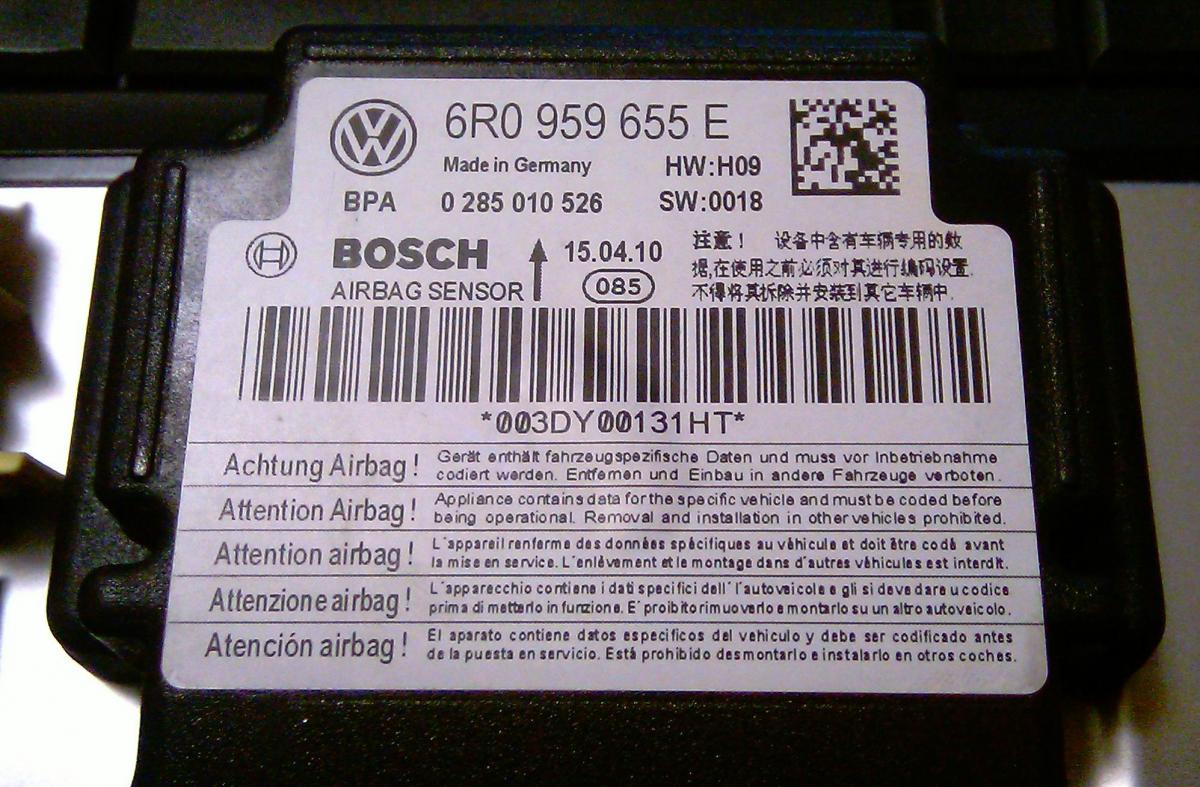 6R0 959 655 E
Made in Germany HW:H09
BPA 0 285 010 526 SW:0018
BOSCH 15.04.10
AIRBAG SENSOR 085
注意！ 设备中含有车辆专用的数
据,在使用之前必须对其进行编码设置.
不得将其拆除并安装到其它车辆中.
*003DY00131HT*
Achtung Airbag! Gerät enthält fahrzeugspezifische Daten und muss vor Inbetriebnahme
codiert werden. Entfernen und Einbau in andere Fahrzeuge verboten.
Attention Airbag! Appliance contains data for the specific vehicle and must be coded before
being operational. Removal and installation in other vehicles prohibited.
Attention airbag! L'appareil renferme des données spécifiques au véhicule et doit être codé avant
la mise en service. L'enlèvement et le montage dans d'autres véhicules est interdit.
Attenzione airbag! L'apparecchio contiene i dati specifici dell' l'autoveicolo e gli si deve dare u codice
prima di metterlo in funzione. E' proibito rimuoverlo e montarlo su un altro autoveicolo.
Atención airbag! El aparato contiene datos especificos del vehiculo y debe ser codificado antes
de la puesta en servicio. Está prohibido desmontarlo e instalarlo en otros coches.